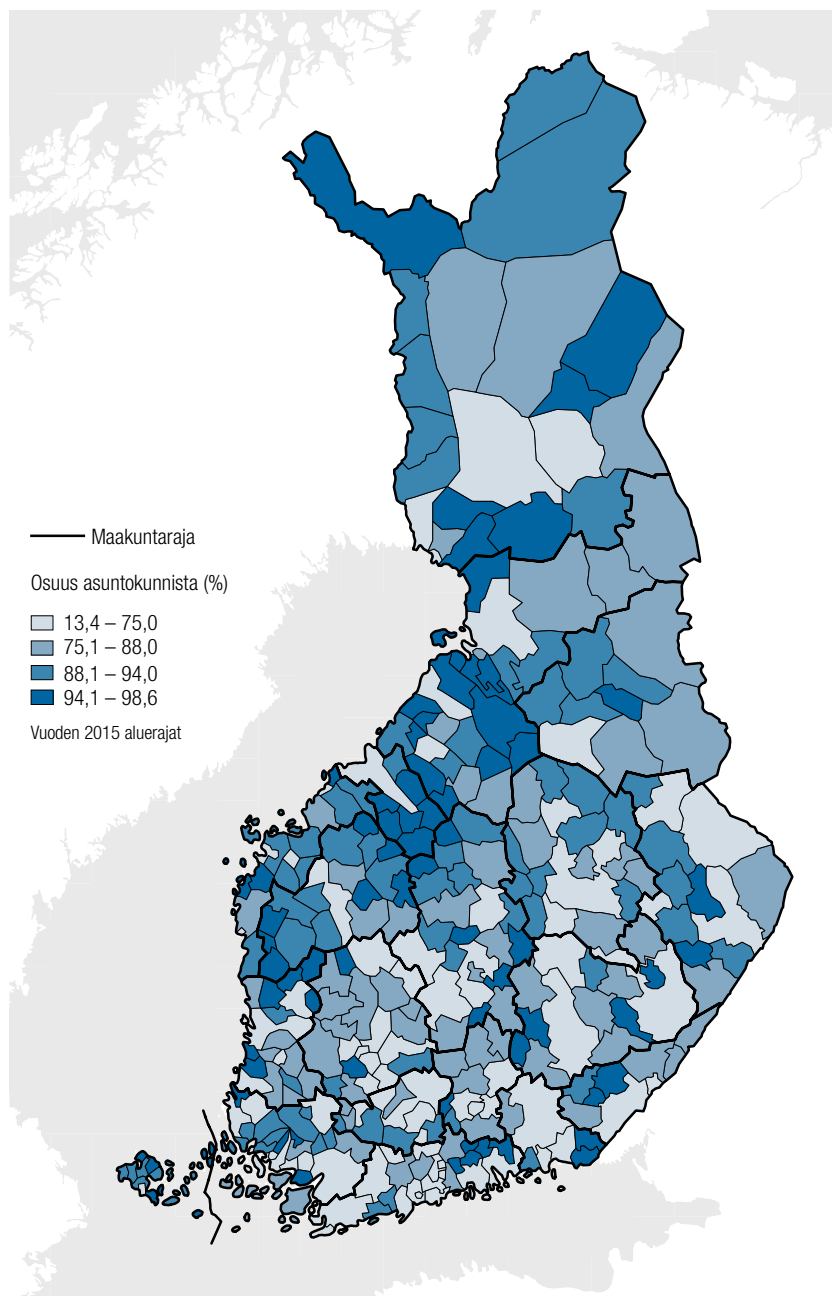 Maakuntaraja
Osuus asuntokunnista (%)
13,4 – 75,0
75,1 – 88,0
88,1 – 94,0
94,1 – 98,6
Vuoden 2015 aluerajat